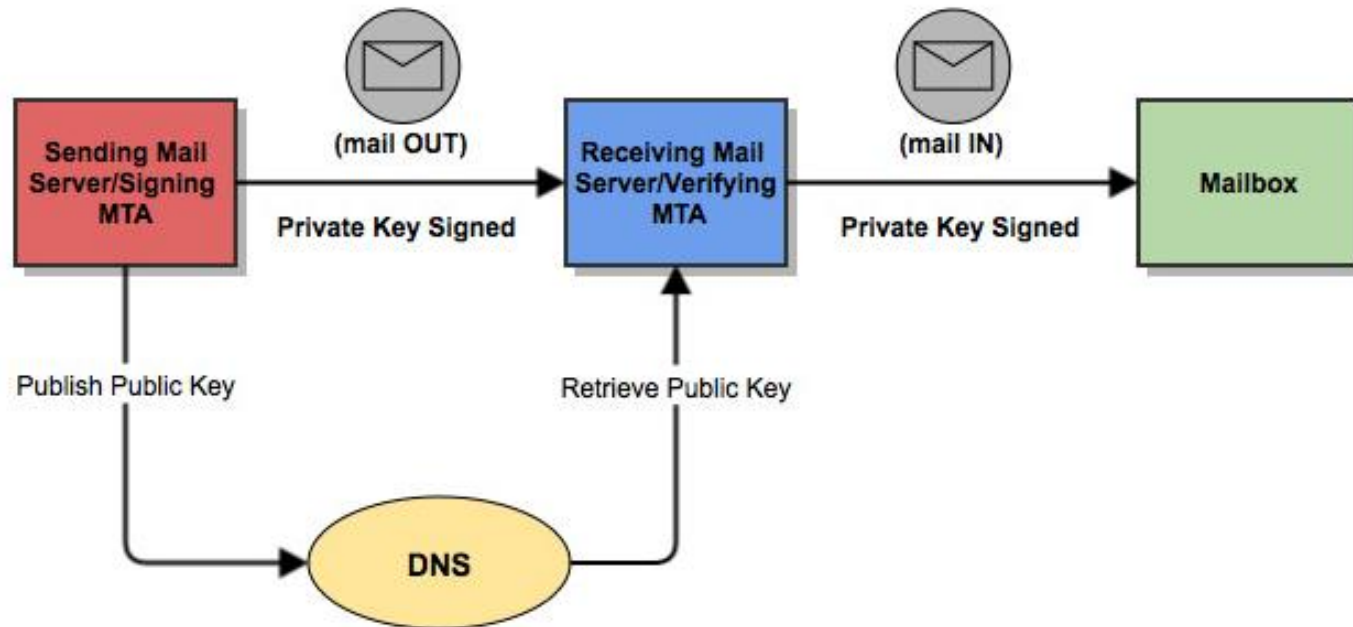 (mail OUT)
(mail IN)
Sending Mail
Server/Signing
MTA
Receiving Mail
Server/Verifying
MTA
Mailbox
Private Key Signed
Private Key Signed
Publish Public Key
Retrieve Public Key
DNS